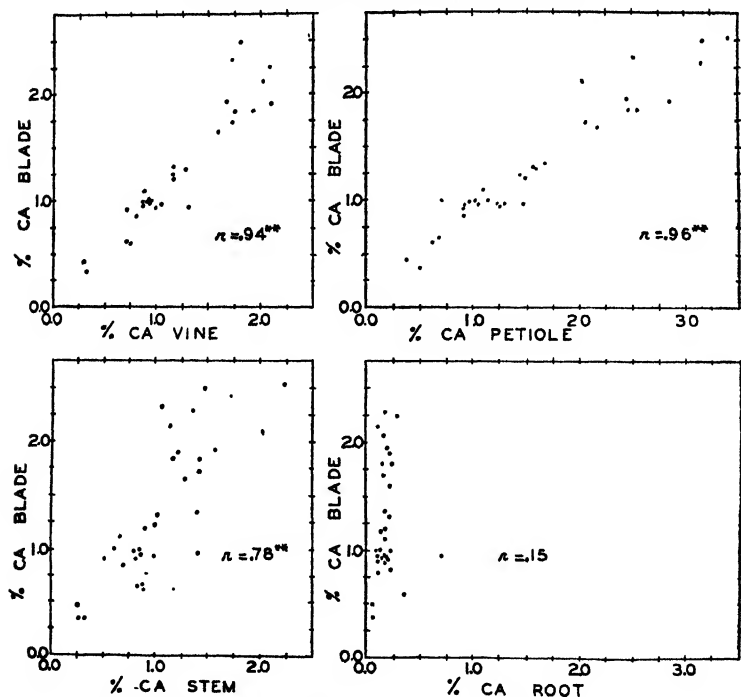 % CA BLADE
2.0
1.0
0.0
r=.94**
0.0
1.0
2.0
% CA VINE
% CA BLADE
2.0
1.0
0.0
r=.96**
0.0
1.0
2.0
3.0
% CA PETIOLE
% CA BLADE
2.0
1.0
0.0
r=.78**
0.0
1.0
2.0
% -CA STEM
% CA BLADE
2.0
1.0
0.0
r=.15
0.0
1.0
2.0
3.0
% CA ROOT